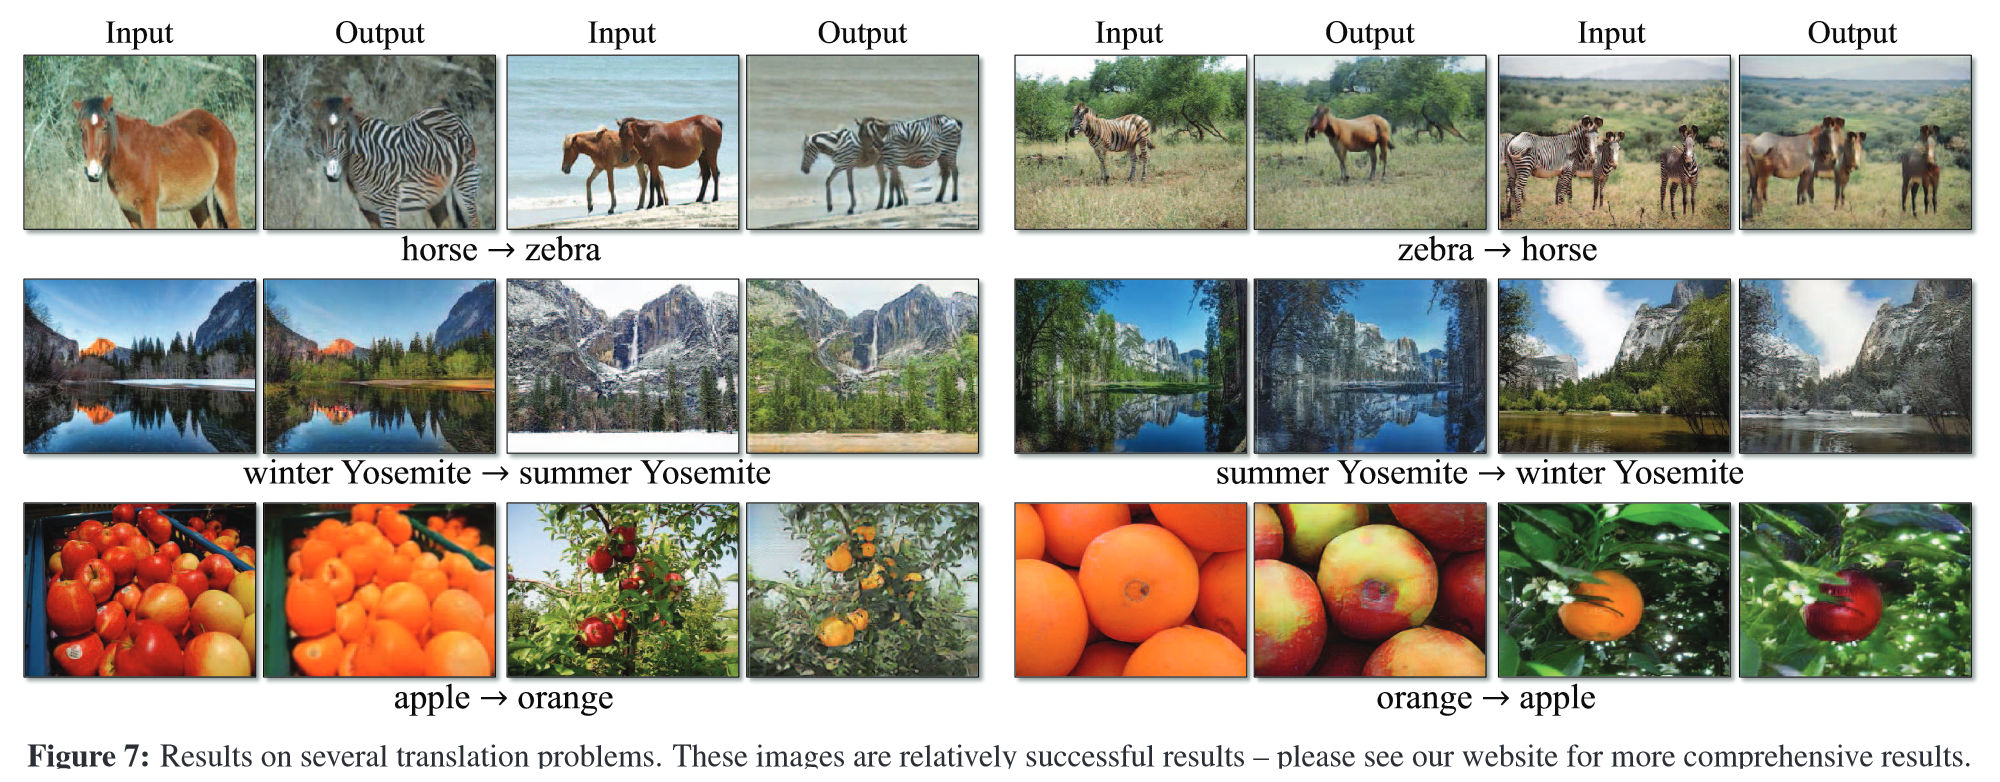 Input Output Input Output Input Output Input Output
horse → zebra zebra → horse
winter Yosemite → summer Yosemite summer Yosemite → winter Yosemite
apple → orange orange → apple
Figure 7: Results on several translation problems. These images are relatively successful results – please see our website for more comprehensive results.